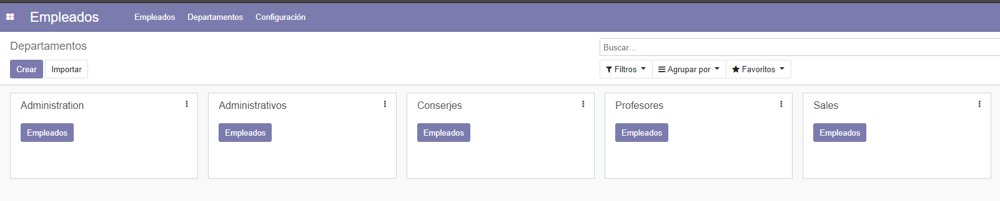 Empleados Empleados Departamentos Configuración
Departamentos
Buscar...
Crear Importar Filtros Agrupar por Favoritos
Administration Administrativos Conserjes Profesores Sales
Empleados Empleados Empleados Empleados Empleados